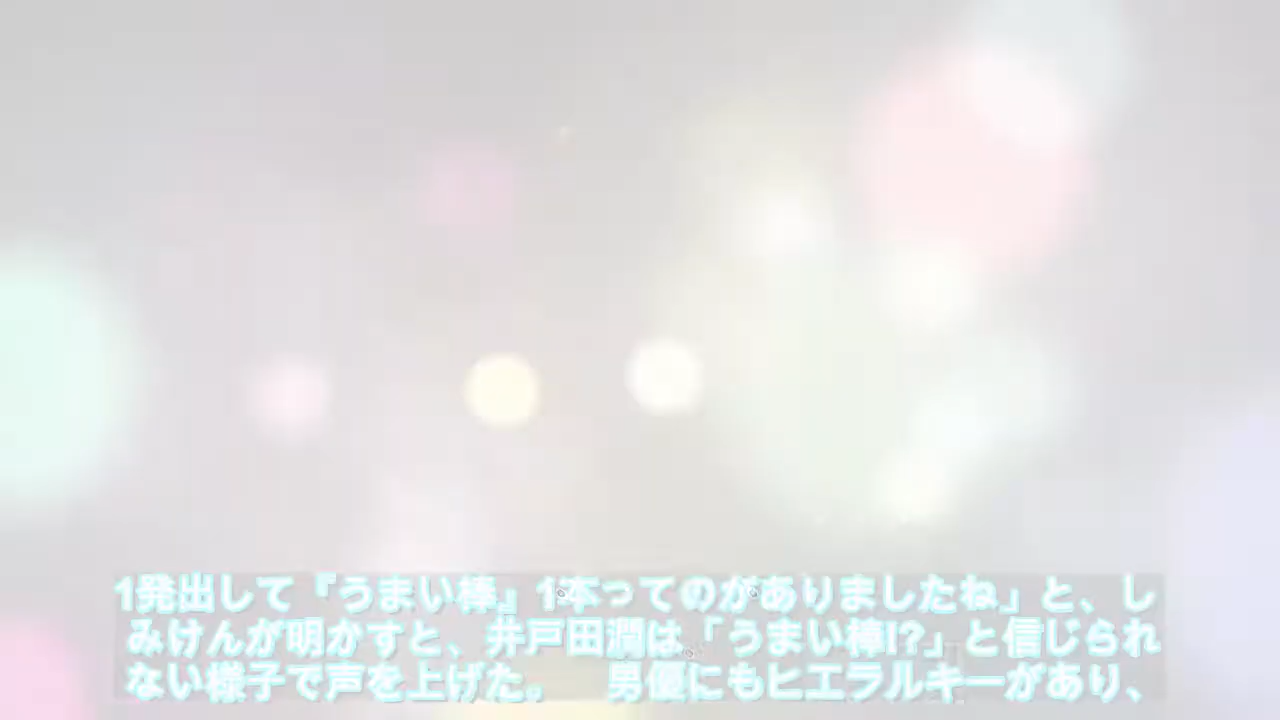 1発出して『うまい棒』1本ってのがありましたね」と、し
みけんが明かすと、井戸田潤は「うまい棒!?」と信じられ
ない様子で声を上げた。　男優にもヒエラルキーがあり、